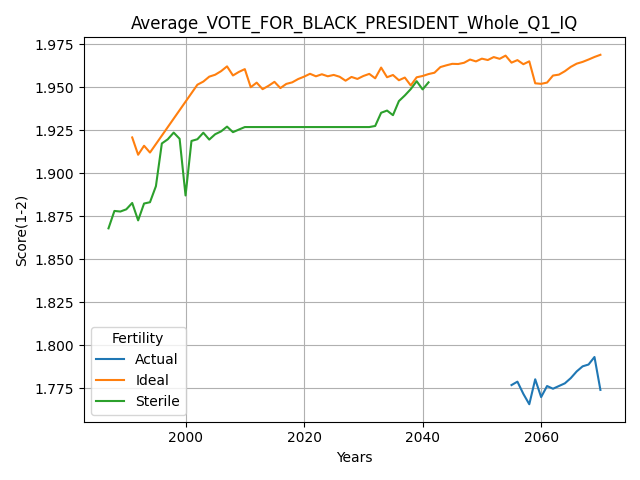 Average_VOTE_FOR_BLACK_PRESIDENT_Whole_Q1_IQ
1.975
1.950
1.925
1.900
1.875
1.850
1.825
1.800
1.775
Score(1-2)
Fertility
Actual
Ideal
Sterile
2000 2020 2040 2060
Years